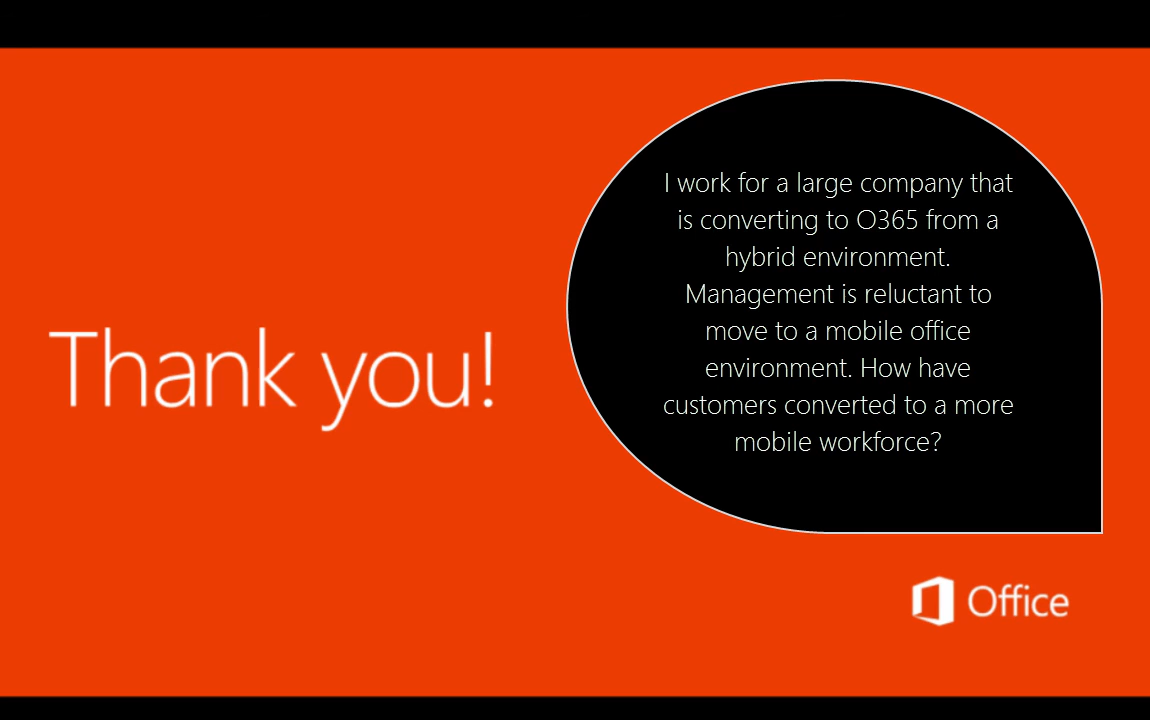 Thank you!
I work for a large company that
is converting to O365 from a
hybrid environment.
Management is reluctant to
move to a mobile office
environment. How have
customers converted to a more
mobile workforce?
Office